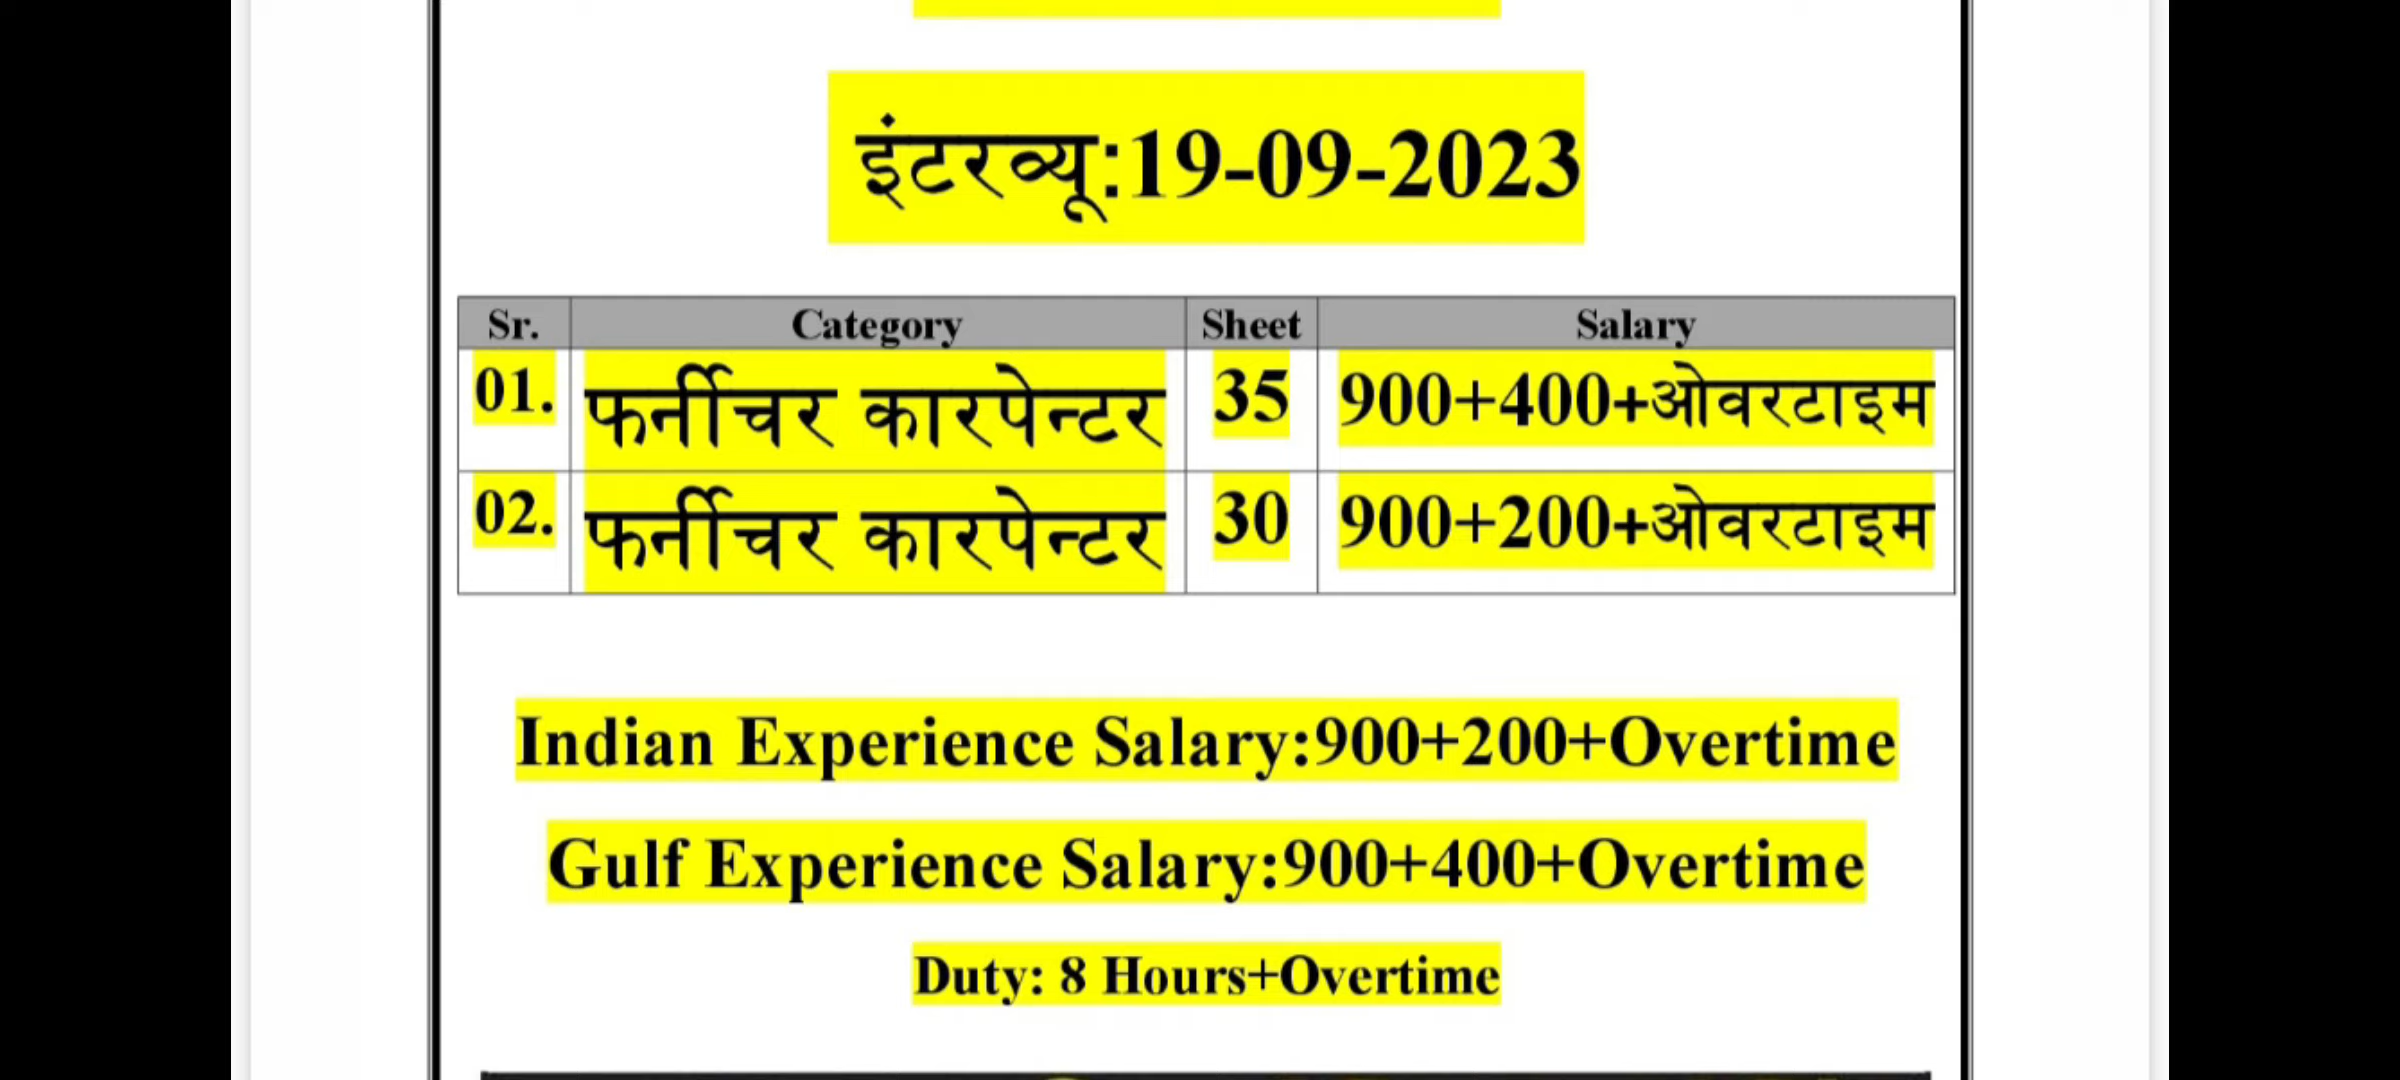 इंटरव्यू:19-09-2023
Sr. Category Sheet Salary
01. फर्नीचर कारपेन्टर 35 900+400+ओवरटाइम
02. फर्नीचर कारपेन्टर 30 900+200+ओवरटाइम
Indian Experience Salary:900+200+Overtime
Gulf Experience Salary:900+400+Overtime
Duty: 8 Hours+Overtime